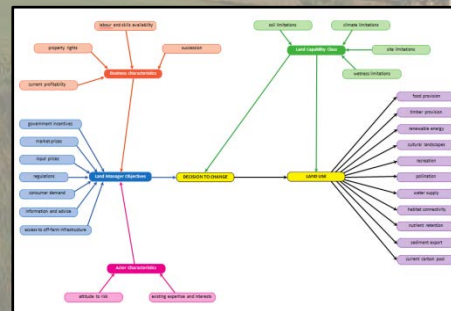 labour and skills availability
property rights
succession
current profitability
Business characteristics
soil limitations
climate limitations
Land Capability Class
site limitations
wetness limitations
government incentives
market prices
input prices
regulations
consumer demand
information and advice
access to off-farm infrastructure
Land Manager Objectives
DECISION TO CHANGE
LAND USE
food provision
timber provision
renewable energy
cultural landscapes
recreation
pollination
water supply
habitat connectivity
nutrient retention
sediment export
current carbon pool
Actor characteristics
attitude to risk
existing expertise and interests